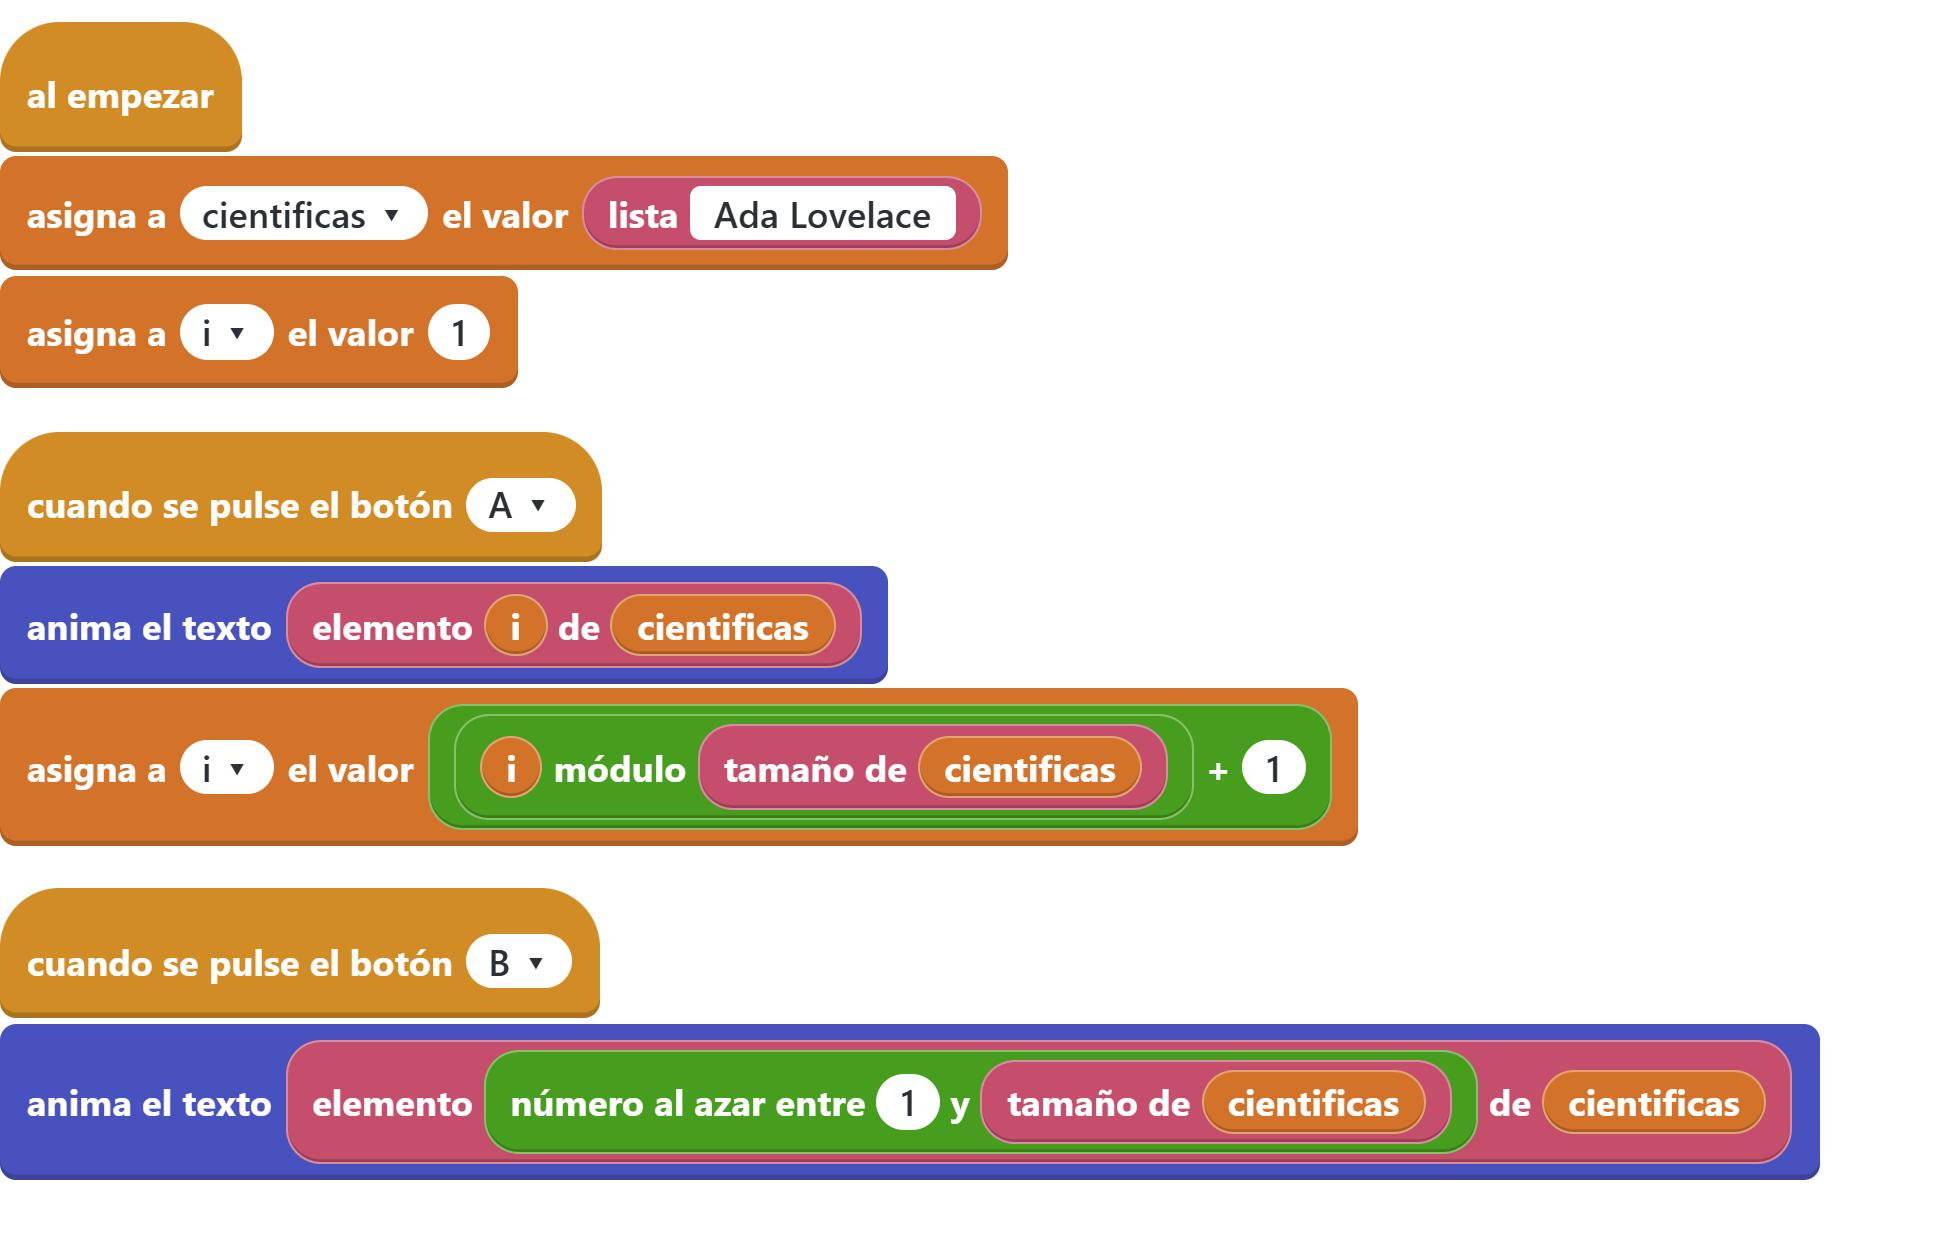 al empezar
asigna a cientificas ▼ el valor lista Ada Lovelace
asigna a i ▼ el valor 1
cuando se pulse el botón A ▼
anima el texto elemento i de cientificas
asigna a i ▼ el valor i módulo tamaño de cientificas + 1
cuando se pulse el botón B ▼
anima el texto elemento número al azar entre 1 y tamaño de cientificas de cientificas